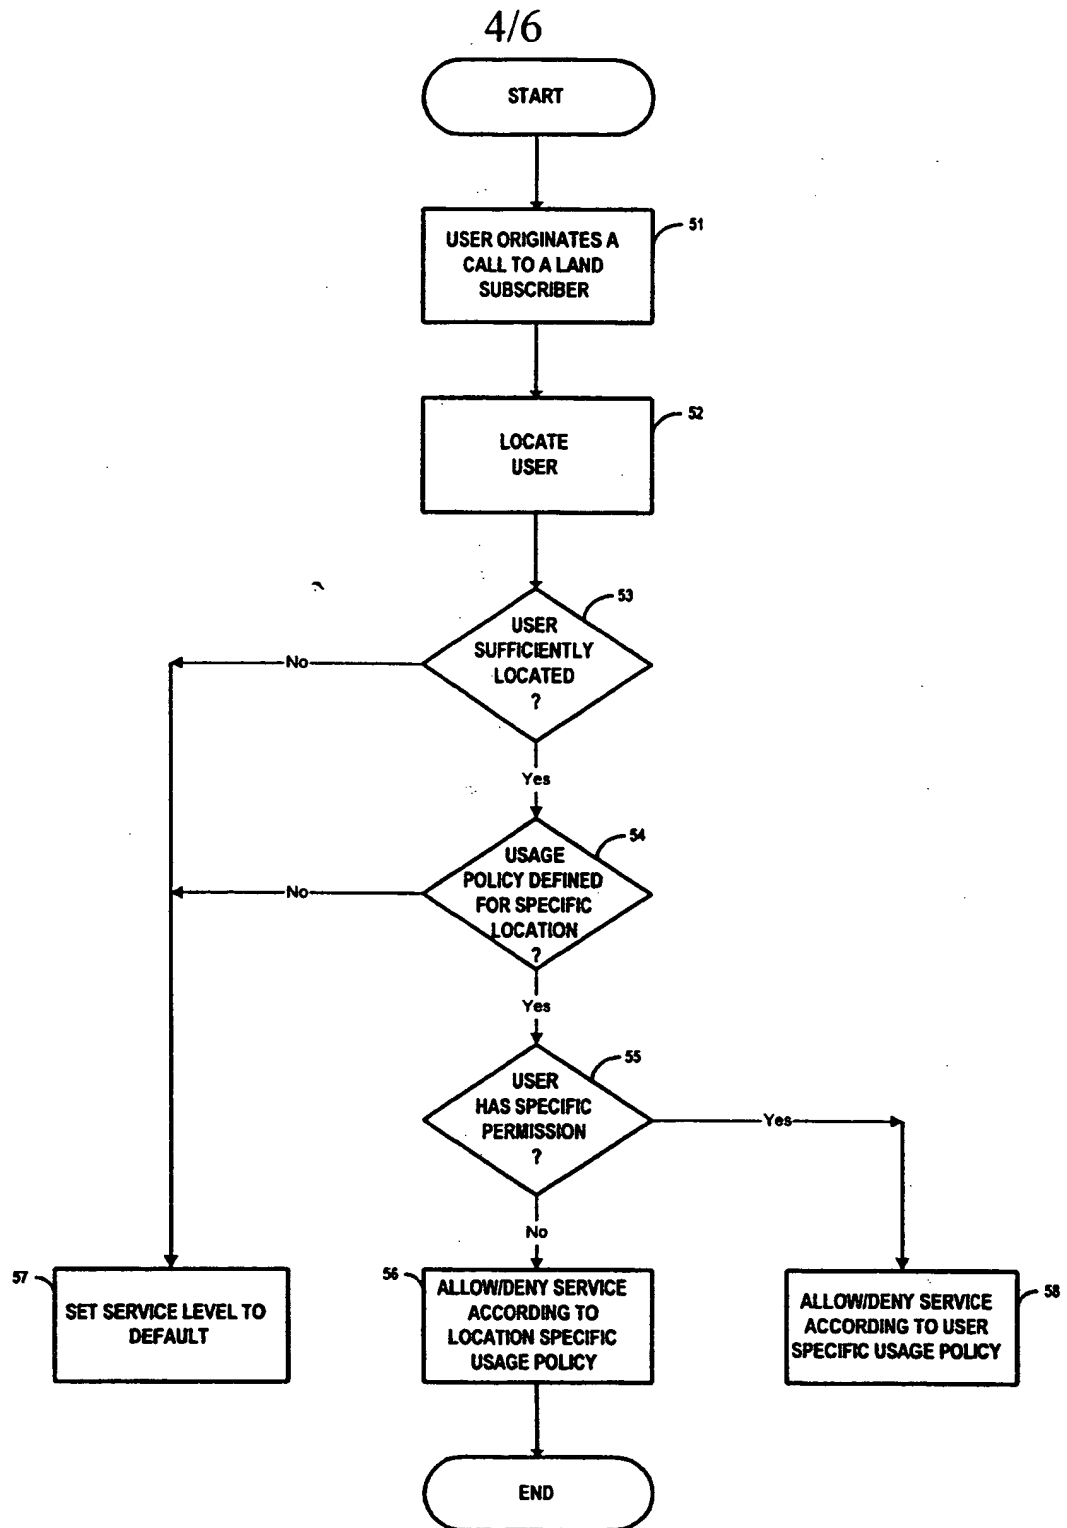 4/6
START
51
USER ORIGINATES A
CALL TO A LAND
SUBSCRIBER
52
LOCATE
USER
53
USER
SUFFICIENTLY
LOCATED
?
No
Yes
54
USAGE
POLICY DEFINED
FOR SPECIFIC
LOCATION
?
No
Yes
55
USER
HAS SPECIFIC
PERMISSION
?
Yes
No
57
SET SERVICE LEVEL TO
DEFAULT
56
ALLOW/DENY SERVICE
ACCORDING TO
LOCATION SPECIFIC
USAGE POLICY
58
ALLOW/DENY SERVICE
ACCORDING TO USER
SPECIFIC USAGE POLICY
END